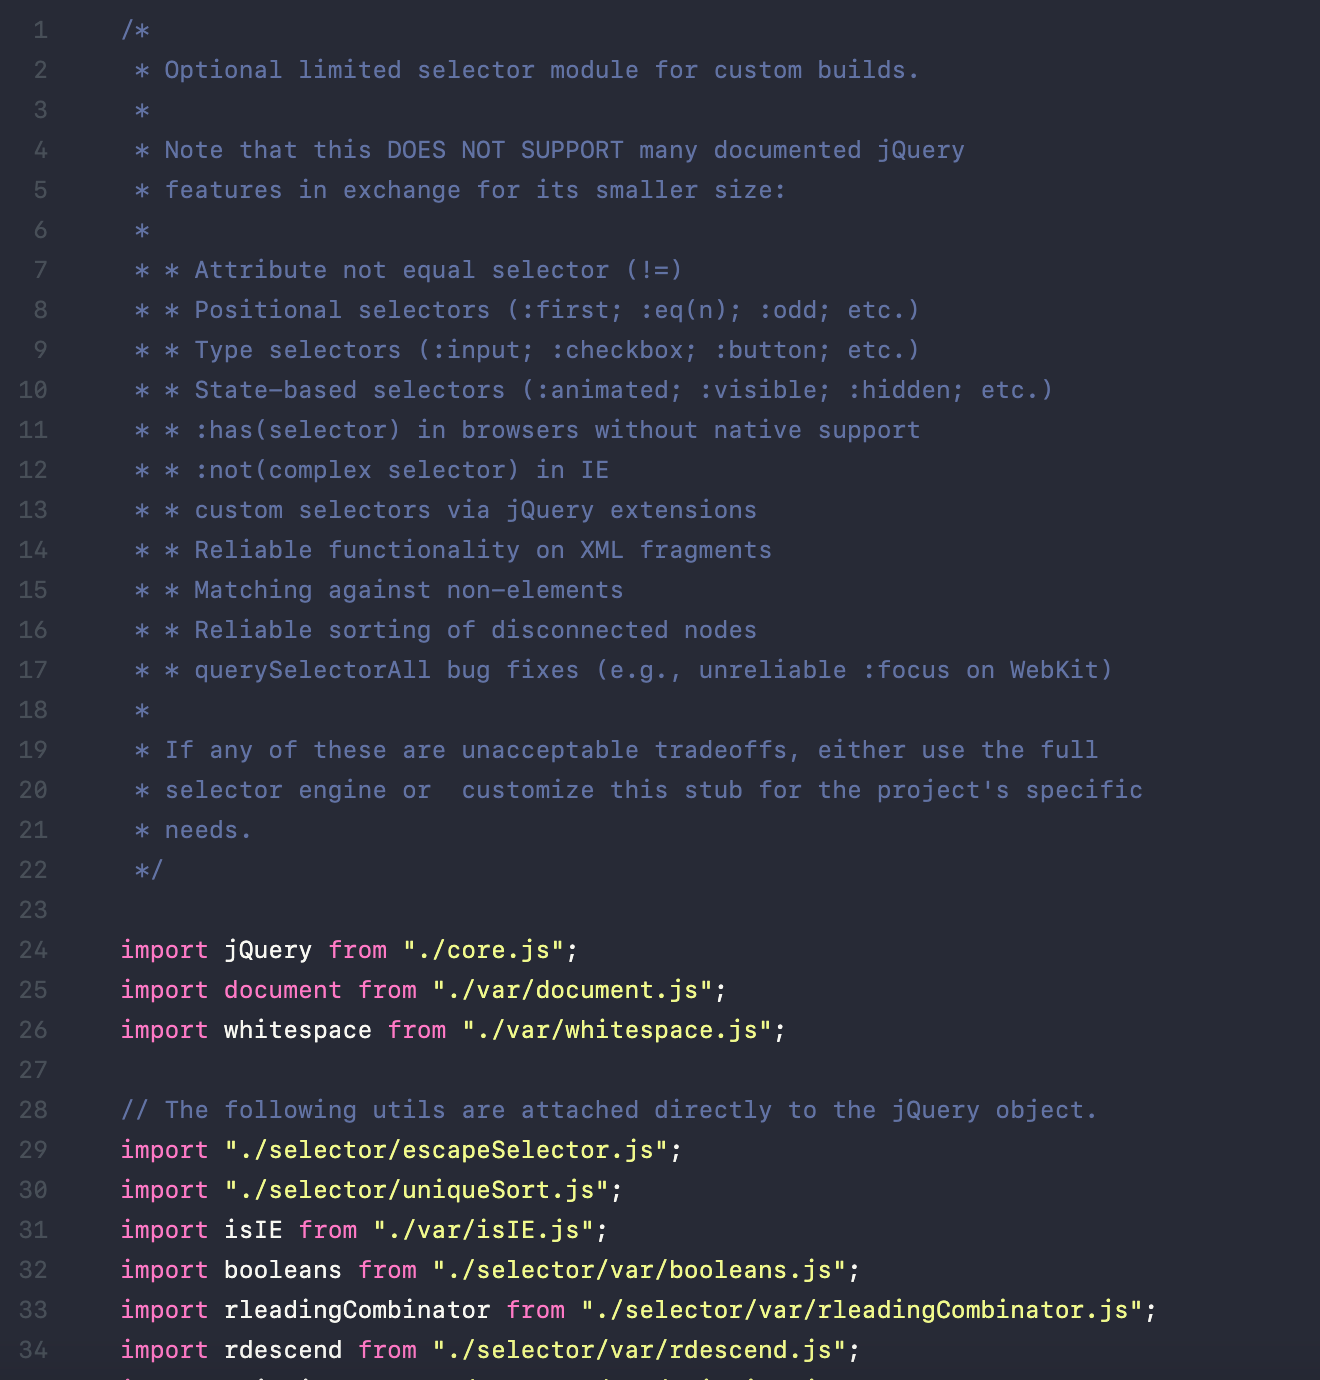 1 /*
2 * Optional limited selector module for custom builds.
3 *
4 * Note that this DOES NOT SUPPORT many documented jQuery
5 * features in exchange for its smaller size:
6 *
7 * * Attribute not equal selector (!=)
8 * * Positional selectors (:first; :eq(n); :odd; etc.)
9 * * Type selectors (:input; :checkbox; :button; etc.)
10 * * State-based selectors (:animated; :visible; :hidden; etc.)
11 * * :has(selector) in browsers without native support
12 * * :not(complex selector) in IE
13 * * custom selectors via jQuery extensions
14 * * Reliable functionality on XML fragments
15 * * Matching against non-elements
16 * * Reliable sorting of disconnected nodes
17 * * querySelectorAll bug fixes (e.g., unreliable :focus on WebKit)
18 *
19 * If any of these are unacceptable tradeoffs, either use the full
20 * selector engine or  customize this stub for the project's specific
21 * needs.
22 */
23
24 import jQuery from "./core.js";
25 import document from "./var/document.js";
26 import whitespace from "./var/whitespace.js";
27
28 // The following utils are attached directly to the jQuery object.
29 import "./selector/escapeSelector.js";
30 import "./selector/uniqueSort.js";
31 import isIE from "./var/isIE.js";
32 import booleans from "./selector/var/booleans.js";
33 import rleadingCombinator from "./selector/var/rleadingCombinator.js";
34 import rdescend from "./selector/var/rdescend.js";